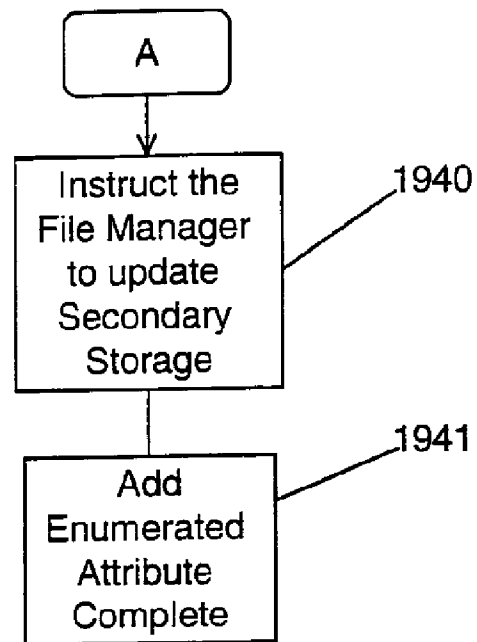 A
Instruct the
File Manager
to update
Secondary
Storage
1940
Add
Enumerated
Attribute
Complete
1941